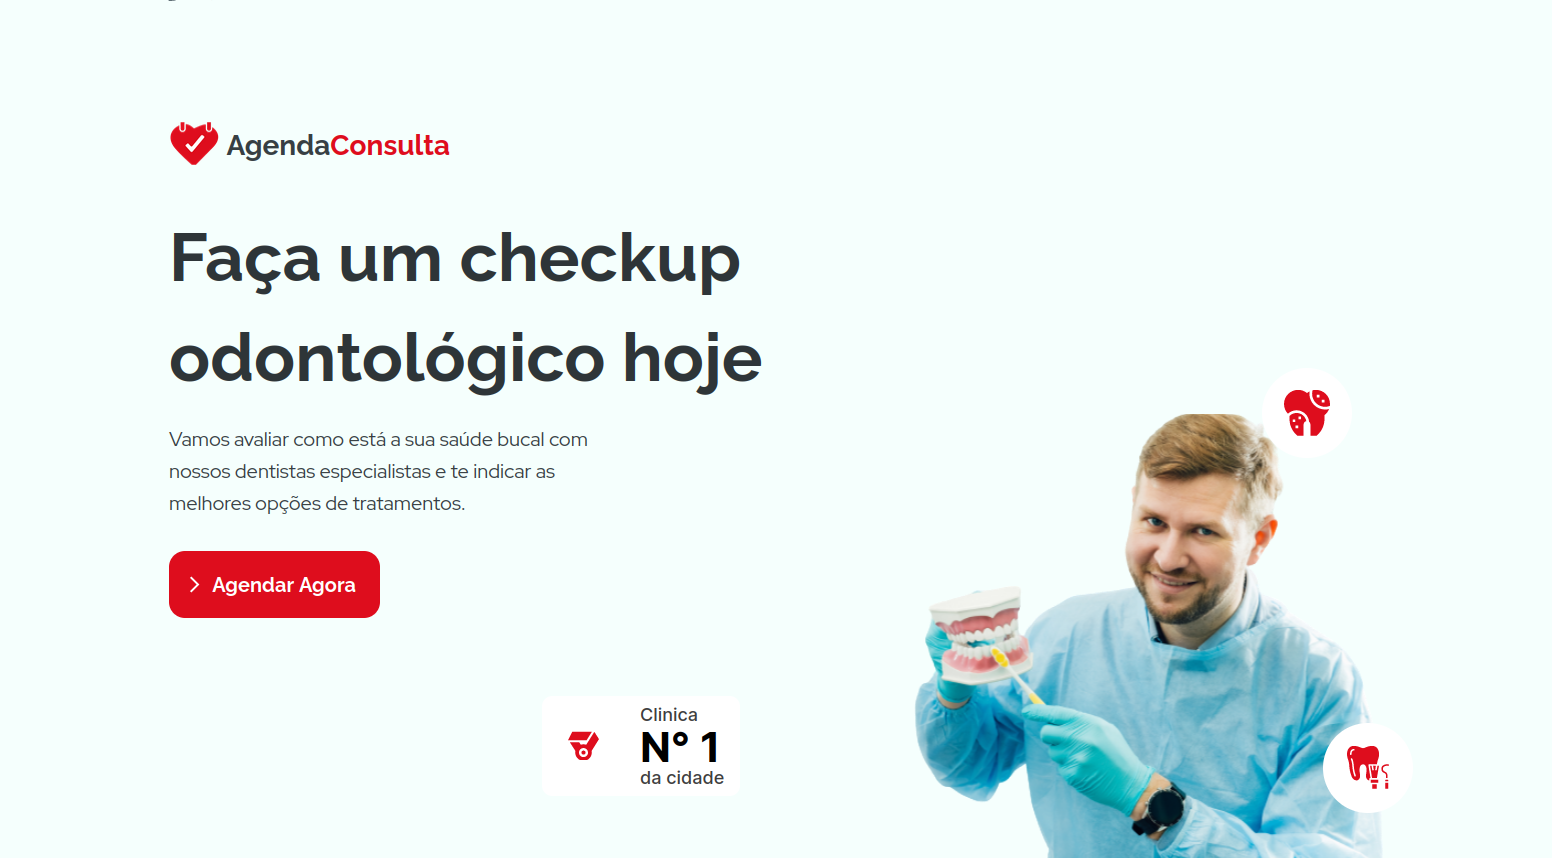 AgendaConsulta
Faça um checkup
odontológico hoje
Vamos avaliar como está a sua saúde bucal com
nossos dentistas especialistas e te indicar as
melhores opções de tratamentos.
Agendar Agora
Clinica
N° 1
da cidade